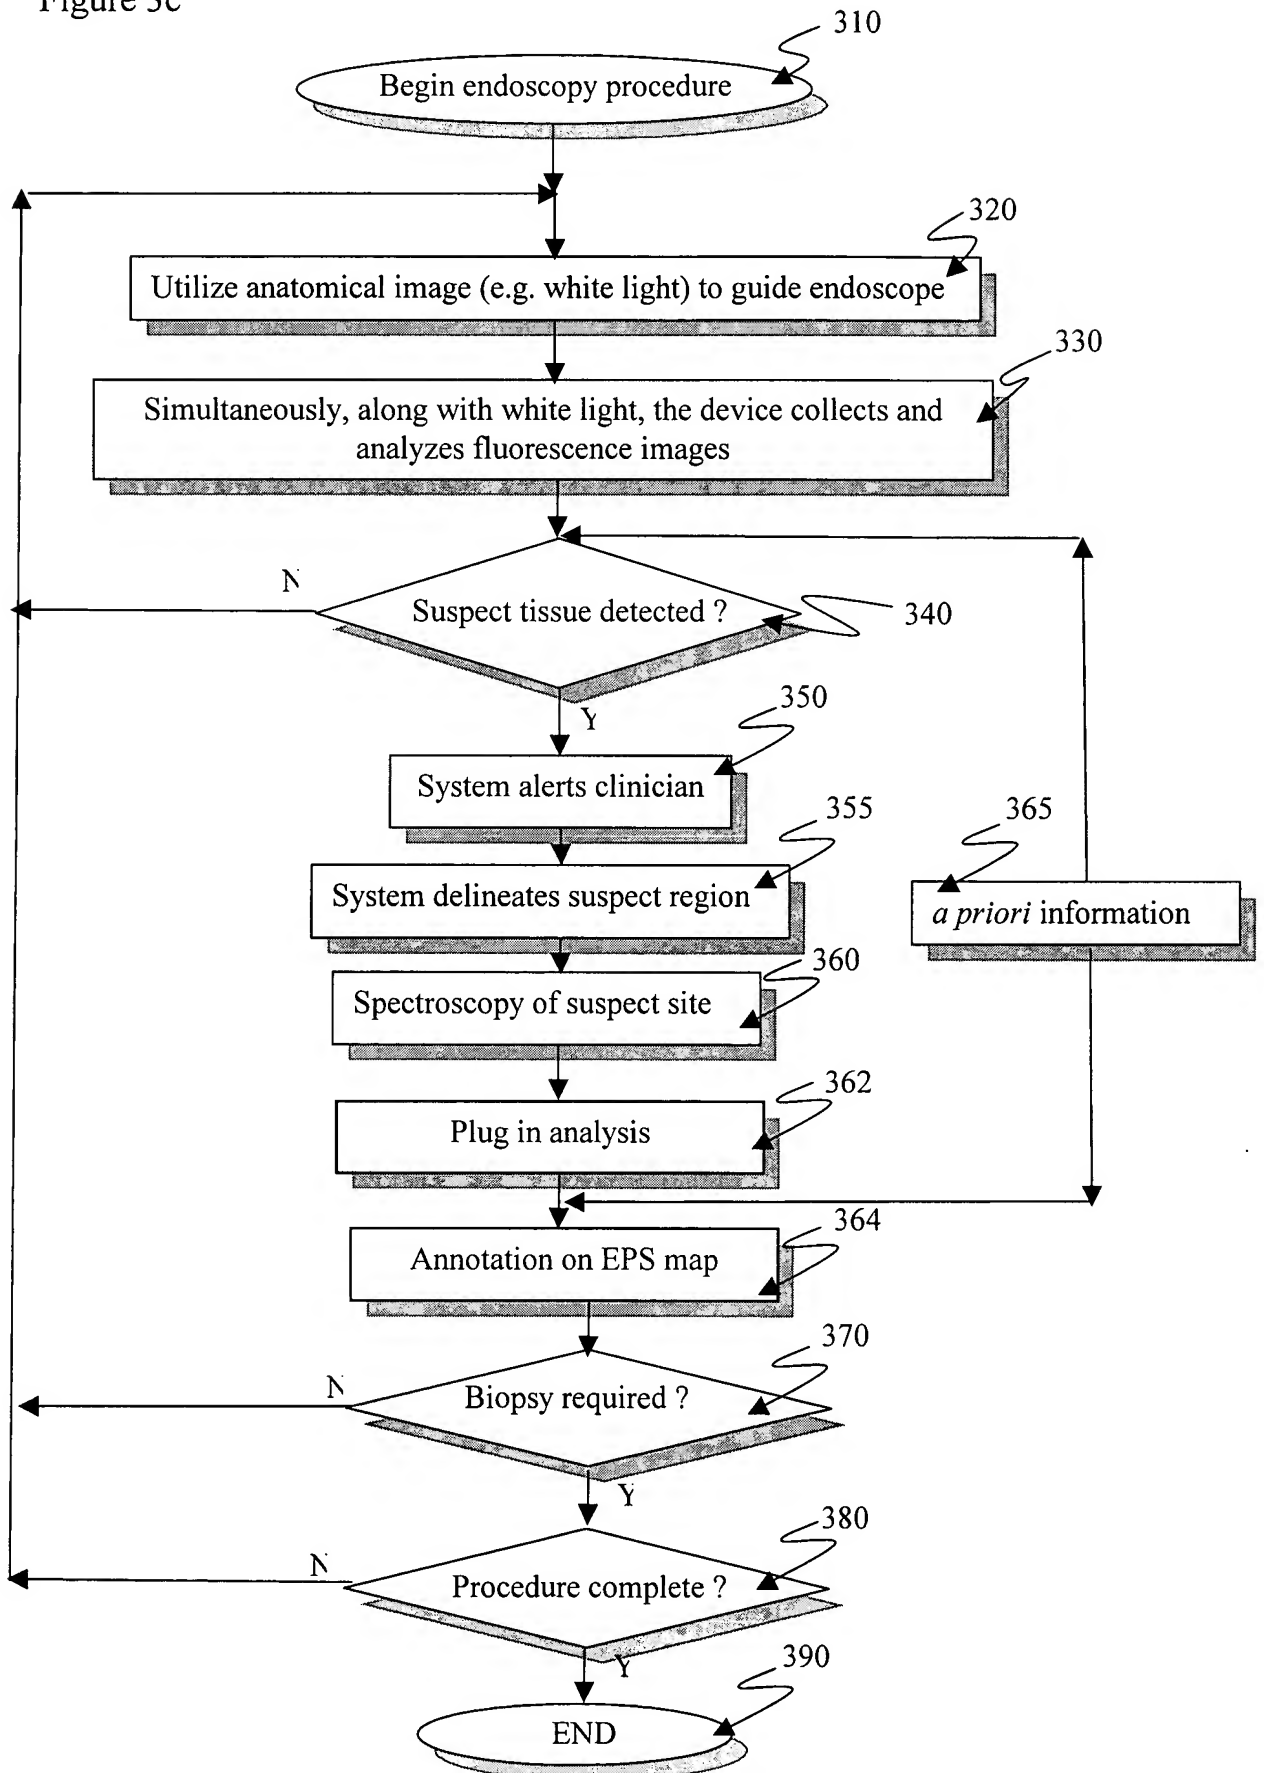 Figure 3c
310
Begin endoscopy procedure
320
Utilize anatomical image (e.g. white light) to guide endoscope
330
Simultaneously, along with white light, the device collects and
analyzes fluorescence images
N
Suspect tissue detected ?
340
Y
350
System alerts clinician
355
365
System delineates suspect region
a priori information
360
Spectroscopy of suspect site
362
Plug in analysis
364
Annotation on EPS map
370
N
Biopsy required ?
Y
380
N
Procedure complete ?
Y
390
END